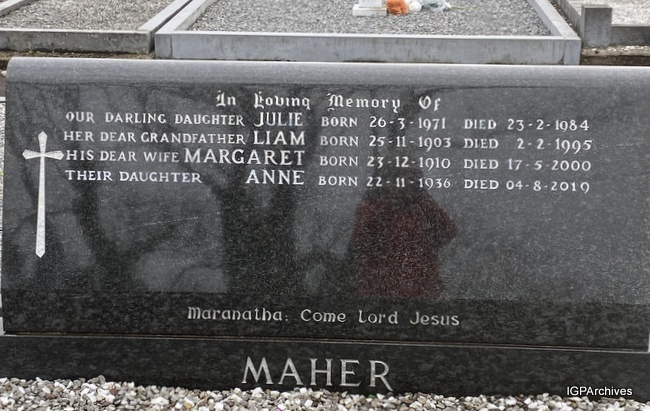 In Loving Memory Of
OUR DARLING DAUGHTER JULIE BORN 26-3-1971 DIED 23-2-1984
HER DEAR GRANDFATHER LIAM BORN 25-11-1903 DIED 2-2-1995
HIS DEAR WIFE MARGARET BORN 23-12-1910 DIED 17-5-2000
THEIR DAUGHTER ANNE BORN 22-11-1936 DIED 04-8-2019
Maranatha: Come Lord Jesus
MAHER
IGPArchives